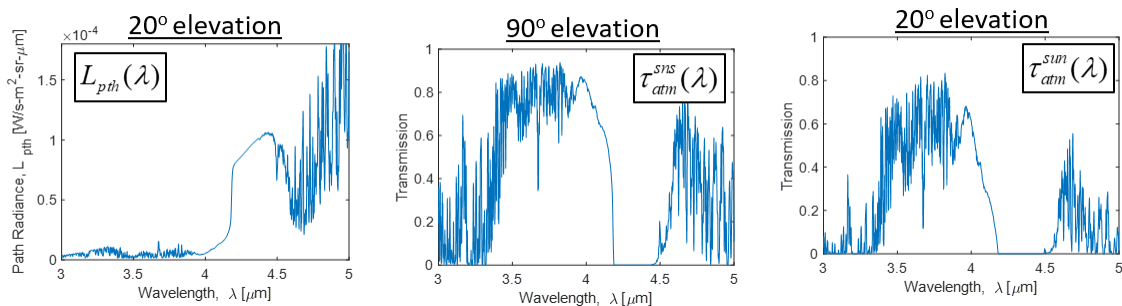 20° elevation
×10⁻⁴
L_pth(λ)
1.5
1
0.5
0
3
3.5
4
4.5
5
Path Radiance, L_pth [W/s-m²-sr-μm]
Wavelength, λ [μm]
90° elevation
τ_atm^sns(λ)
1
0.8
0.6
0.4
0.2
0
3
3.5
4
4.5
5
Transmission
Wavelength, λ [μm]
20° elevation
τ_atm^sun(λ)
1
0.8
0.6
0.4
0.2
0
3
3.5
4
4.5
5
Transmission
Wavelength, λ [μm]